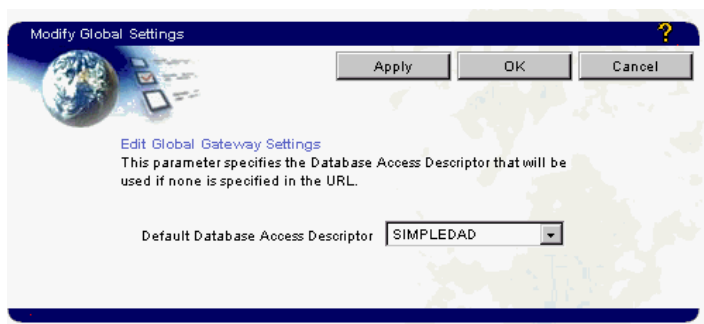 Modify Global Settings
?
Apply
OK
Cancel
Edit Global Gateway Settings
This parameter specifies the Database Access Descriptor that will be
used if none is specified in the URL.
Default Database Access Descriptor
SIMPLEDAD